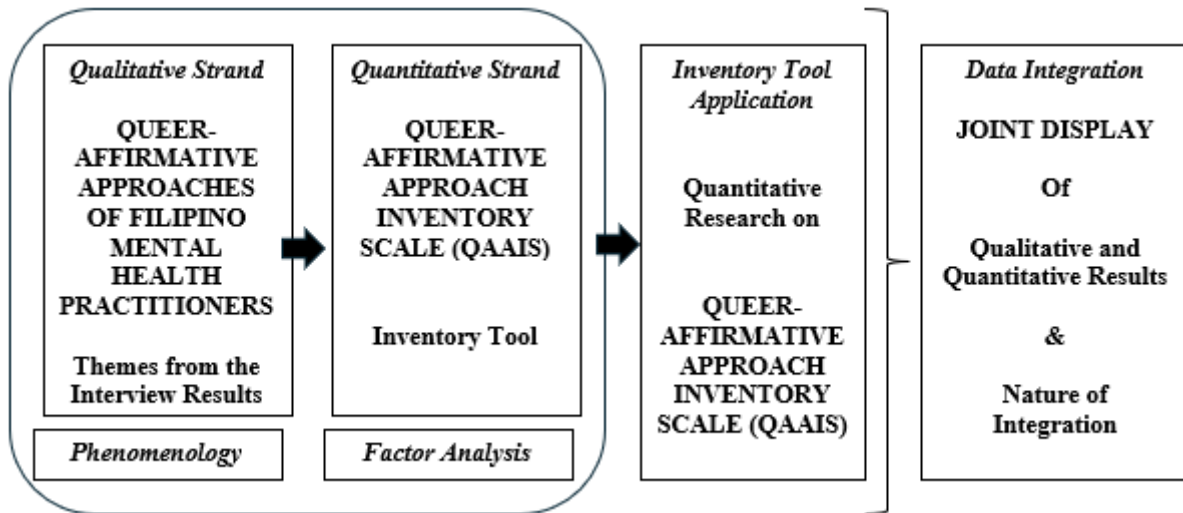 Qualitative Strand
QUEER-
AFFIRMATIVE
APPROACHES
OF FILIPINO
MENTAL
HEALTH
PRACTITIONERS
Themes from the
Interview Results
Phenomenology
Quantitative Strand
QUEER-
AFFIRMATIVE
APPROACH
INVENTORY
SCALE (QAAIS)
Inventory Tool
Factor Analysis
Inventory Tool
Application
Quantitative
Research on
QUEER-
AFFIRMATIVE
APPROACH
INVENTORY
SCALE (QAAIS)
Data Integration
JOINT DISPLAY
Of
Qualitative and
Quantitative Results
&
Nature of
Integration